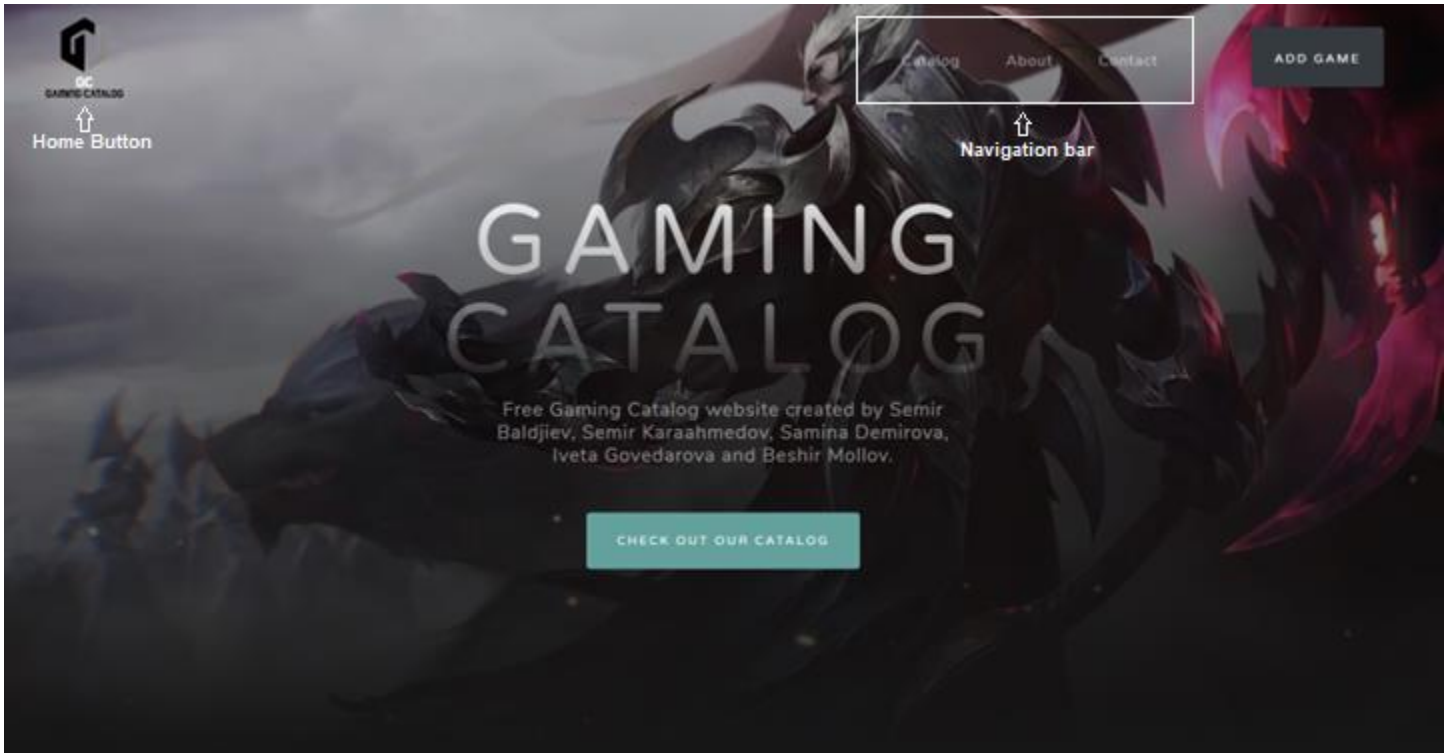 GC
GAMING CATALOG
Home Button
Catalog About Contact
Navigation bar
ADD GAME
GAMING
CATALOG
Free Gaming Catalog website created by Semir
Baldjiev, Semir Karaahmedov, Samina Demirova,
Iveta Govedarova and Beshir Mollov.
CHECK OUT OUR CATALOG